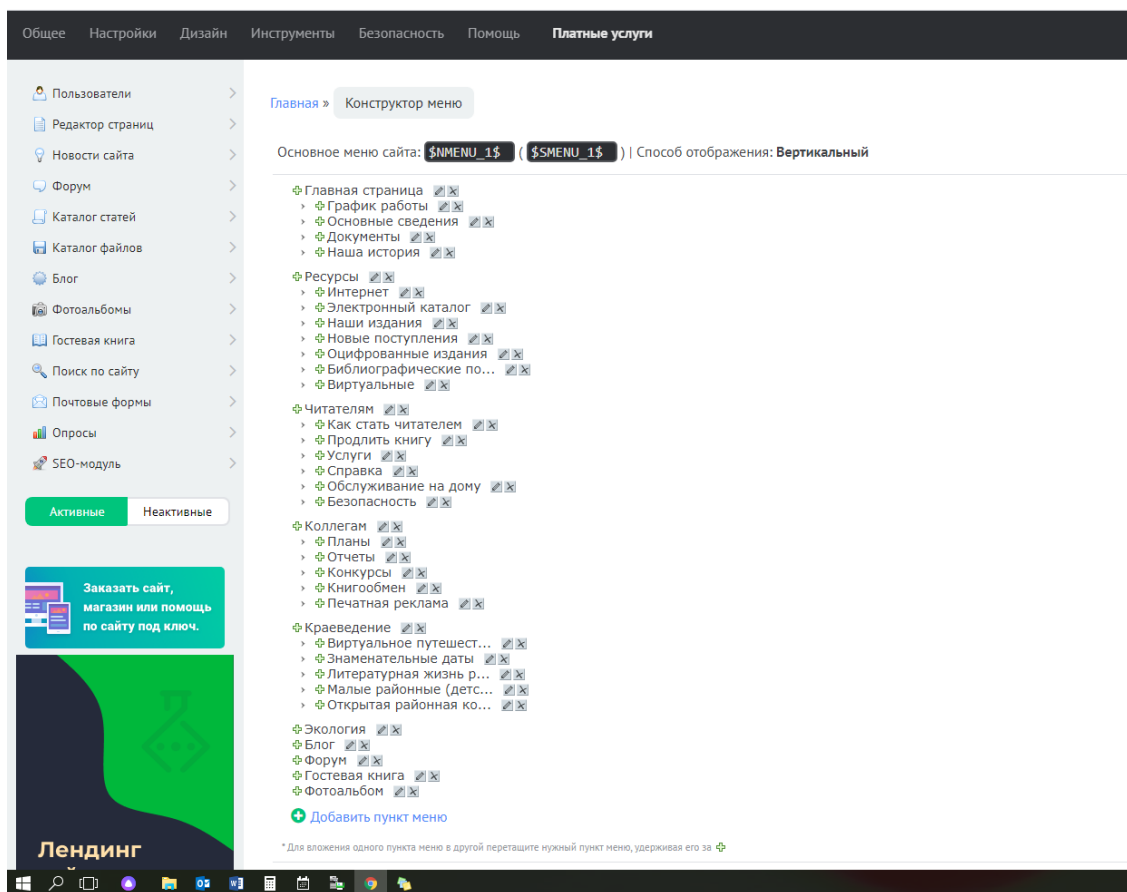 Общее Настройки Дизайн Инструменты Безопасность Помощь Платные услуги
Пользователи
Редактор страниц
Новости сайта
Форум
Каталог статей
Каталог файлов
Блог
Фотоальбомы
Гостевая книга
Поиск по сайту
Почтовые формы
Опросы
SEO-модуль
Активные Неактивные
Заказать сайт,
магазин или помощь
по сайту под ключ.
Лендинг
Главная » Конструктор меню
Основное меню сайта: $NMENU_1$ ( $SMENU_1$ ) | Способ отображения: Вертикальный
Главная страница
График работы
Основные сведения
Документы
Наша история
Ресурсы
Интернет
Электронный каталог
Наши издания
Новые поступления
Оцифрованные издания
Библиографические по...
Виртуальные
Читателям
Как стать читателем
Продлить книгу
Услуги
Справка
Обслуживание на дому
Безопасность
Коллегам
Планы
Отчеты
Конкурсы
Книгообмен
Печатная реклама
Краеведение
Виртуальное путешест...
Знаменательные даты
Литературная жизнь р...
Малые районные (детс...
Открытая районная ко...
Экология
Блог
Форум
Гостевая книга
Фотоальбом
Добавить пункт меню
* Для вложения одного пункта меню в другой перетащите нужный пункт меню, удерживая его за